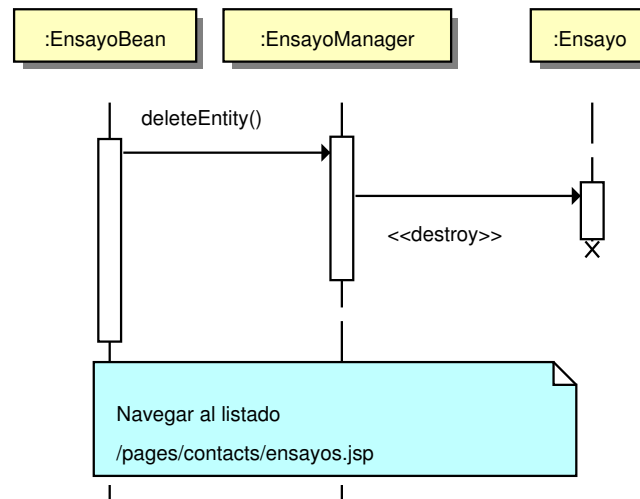 :EnsayoBean
:EnsayoManager
:Ensayo
deleteEntity()
<<destroy>>
Navegar al listado
/pages/contacts/ensayos.jsp